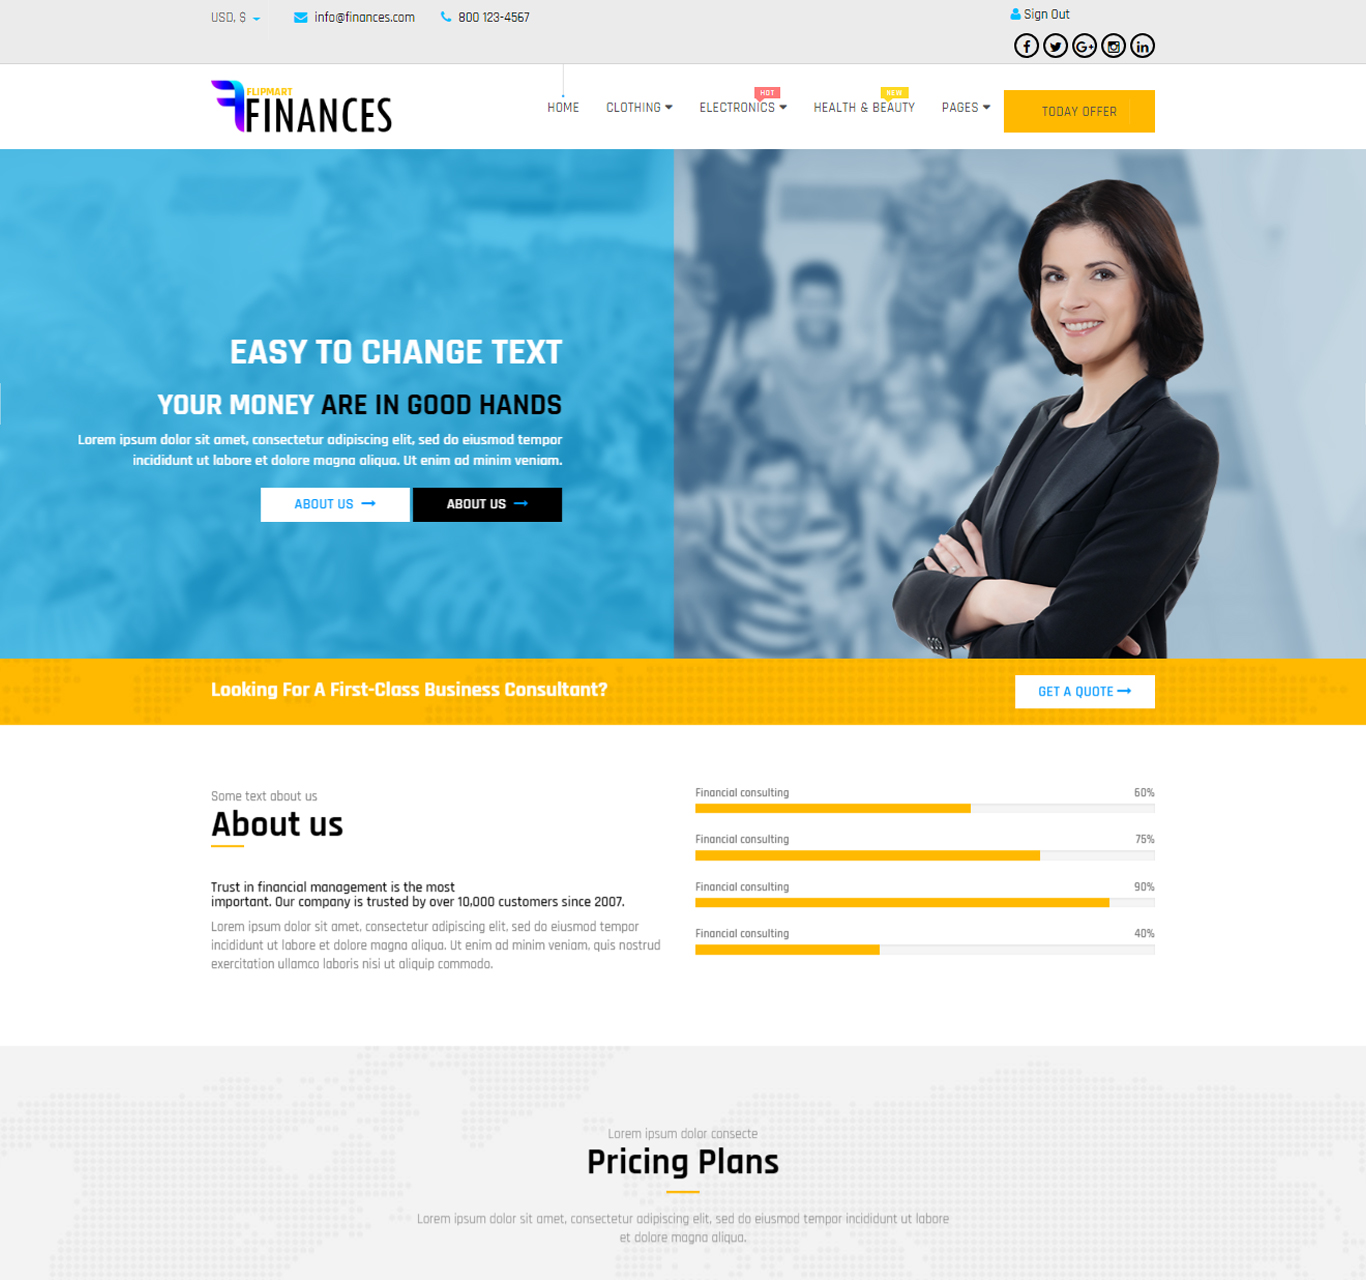 USD, $
info@finances.com
800 123-4567
Sign Out
FLIPMART
FINANCES
HOME
CLOTHING
HOT
ELECTRONICS
NEW
HEALTH & BEAUTY
PAGES
TODAY OFFER
EASY TO CHANGE TEXT
YOUR MONEY ARE IN GOOD HANDS
Lorem ipsum dolor sit amet, consectetur adipiscing elit, sed do eiusmod tempor
incididunt ut labore et dolore magna aliqua. Ut enim ad minim veniam.
ABOUT US
ABOUT US
Looking For A First-Class Business Consultant?
GET A QUOTE
Some text about us
About us
Trust in financial management is the most
important. Our company is trusted by over 10,000 customers since 2007.
Lorem ipsum dolor sit amet, consectetur adipiscing elit, sed do eiusmod tempor
incididunt ut labore et dolore magna aliqua. Ut enim ad minim veniam, quis nostrud
exercitation ullamco laboris nisi ut aliquip commodo.
Financial consulting 60%
Financial consulting 75%
Financial consulting 90%
Financial consulting 40%
Lorem ipsum dolor consecte
Pricing Plans
Lorem ipsum dolor sit amet, consectetur adipiscing elit, sed do eiusmod tempor incididunt ut labore
et dolore magna aliqua.